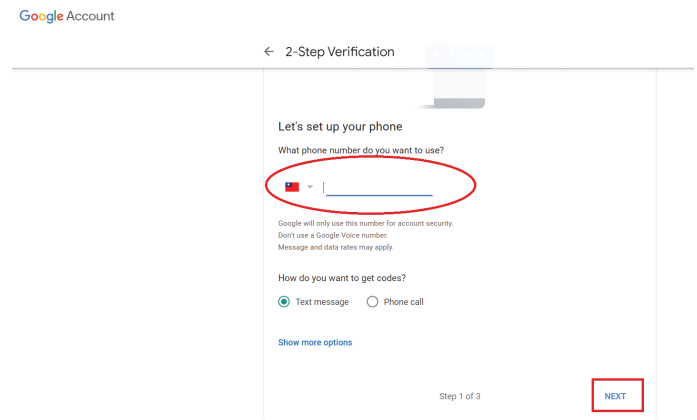 Google Account
2-Step Verification
Let's set up your phone
What phone number do you want to use?
Google will only use this number for account security.
Don't use a Google Voice number.
Message and data rates may apply.
How do you want to get codes?
Text message Phone call
Show more options
Step 1 of 3 NEXT